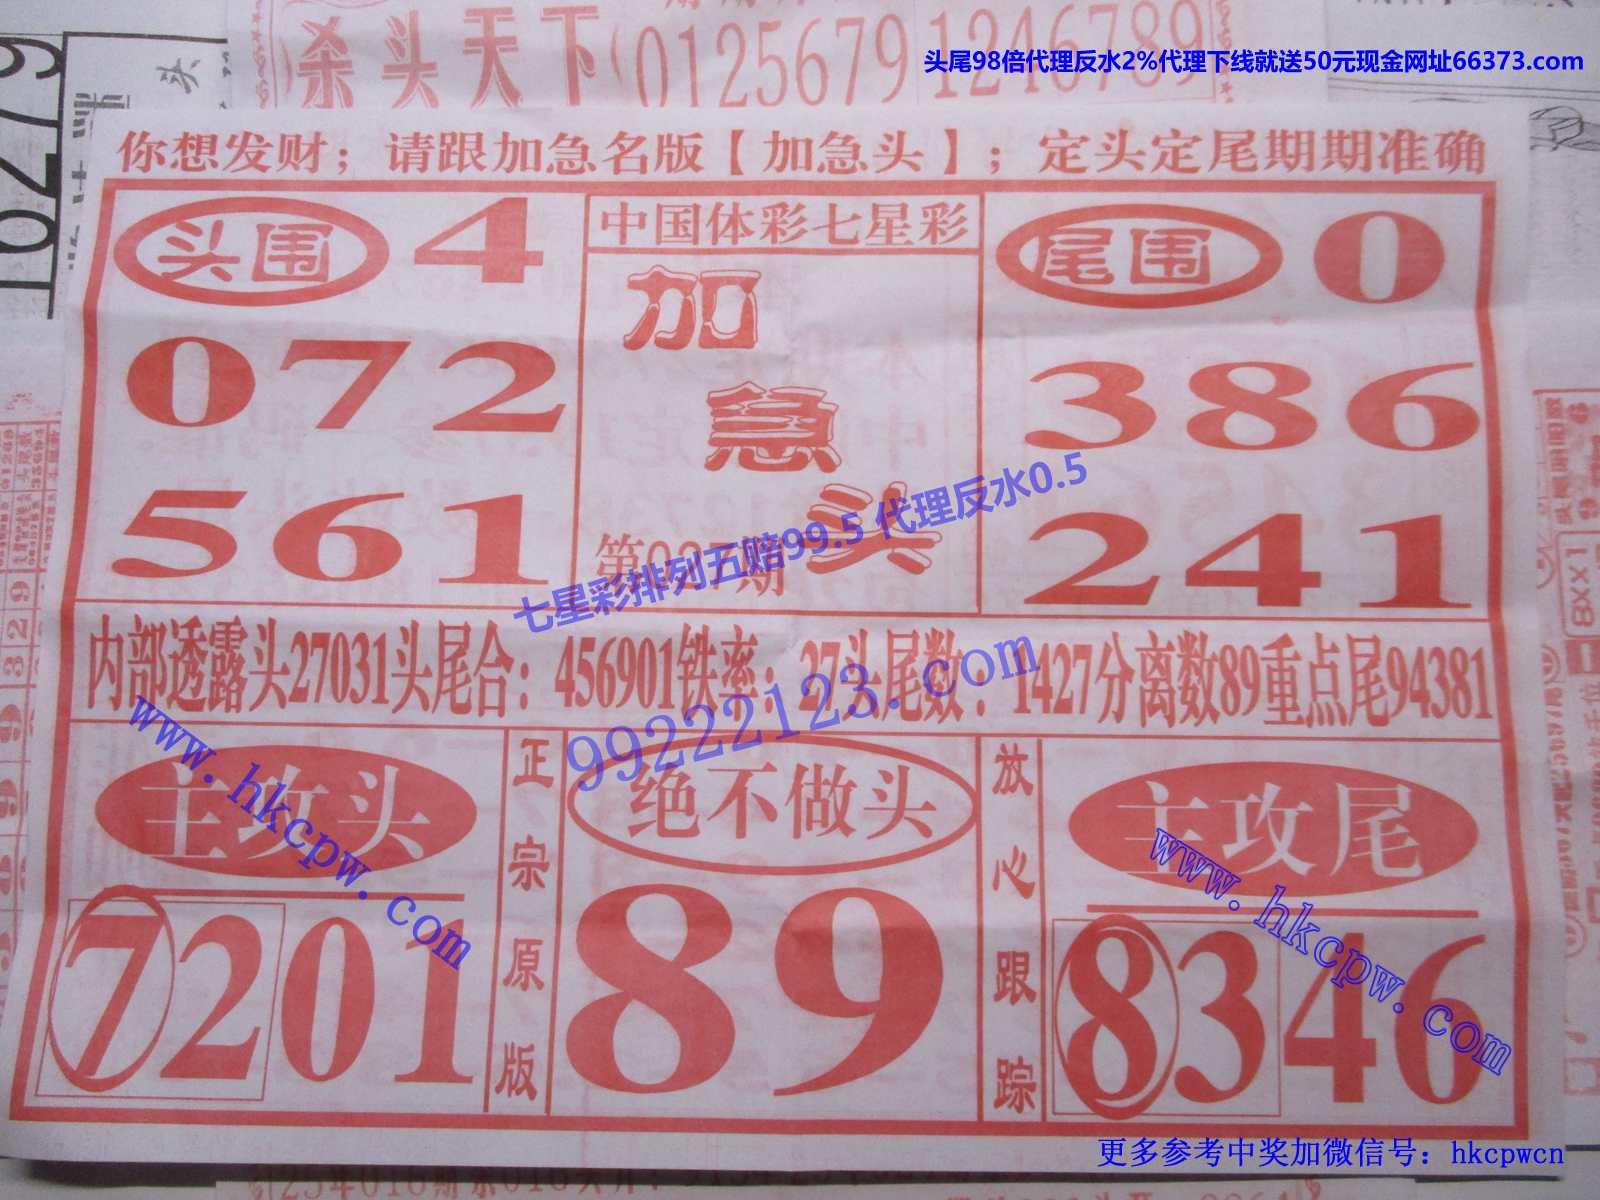 杀头天下(01256791246789
头尾98倍代理反水2%代理下线就送50元现金网址66373.com
你想发财；请跟加急名版【加急头】；定头定尾期期准确
头围 4
072
561
中国体彩七星彩
加
急
头
尾围 0
386
241
七星彩排列五赔99.5 代理反水0.5
内部透露头27031头尾合：456901铁率：27头尾数：1427分离数89重点尾94381
99222123.com
www.hkcpw.com
主攻头
7201
正宗原版
绝不做头
89
放心跟踪
主攻尾
8346
www.hkcpw.com
更多参考中奖加微信号：hkcpwcn